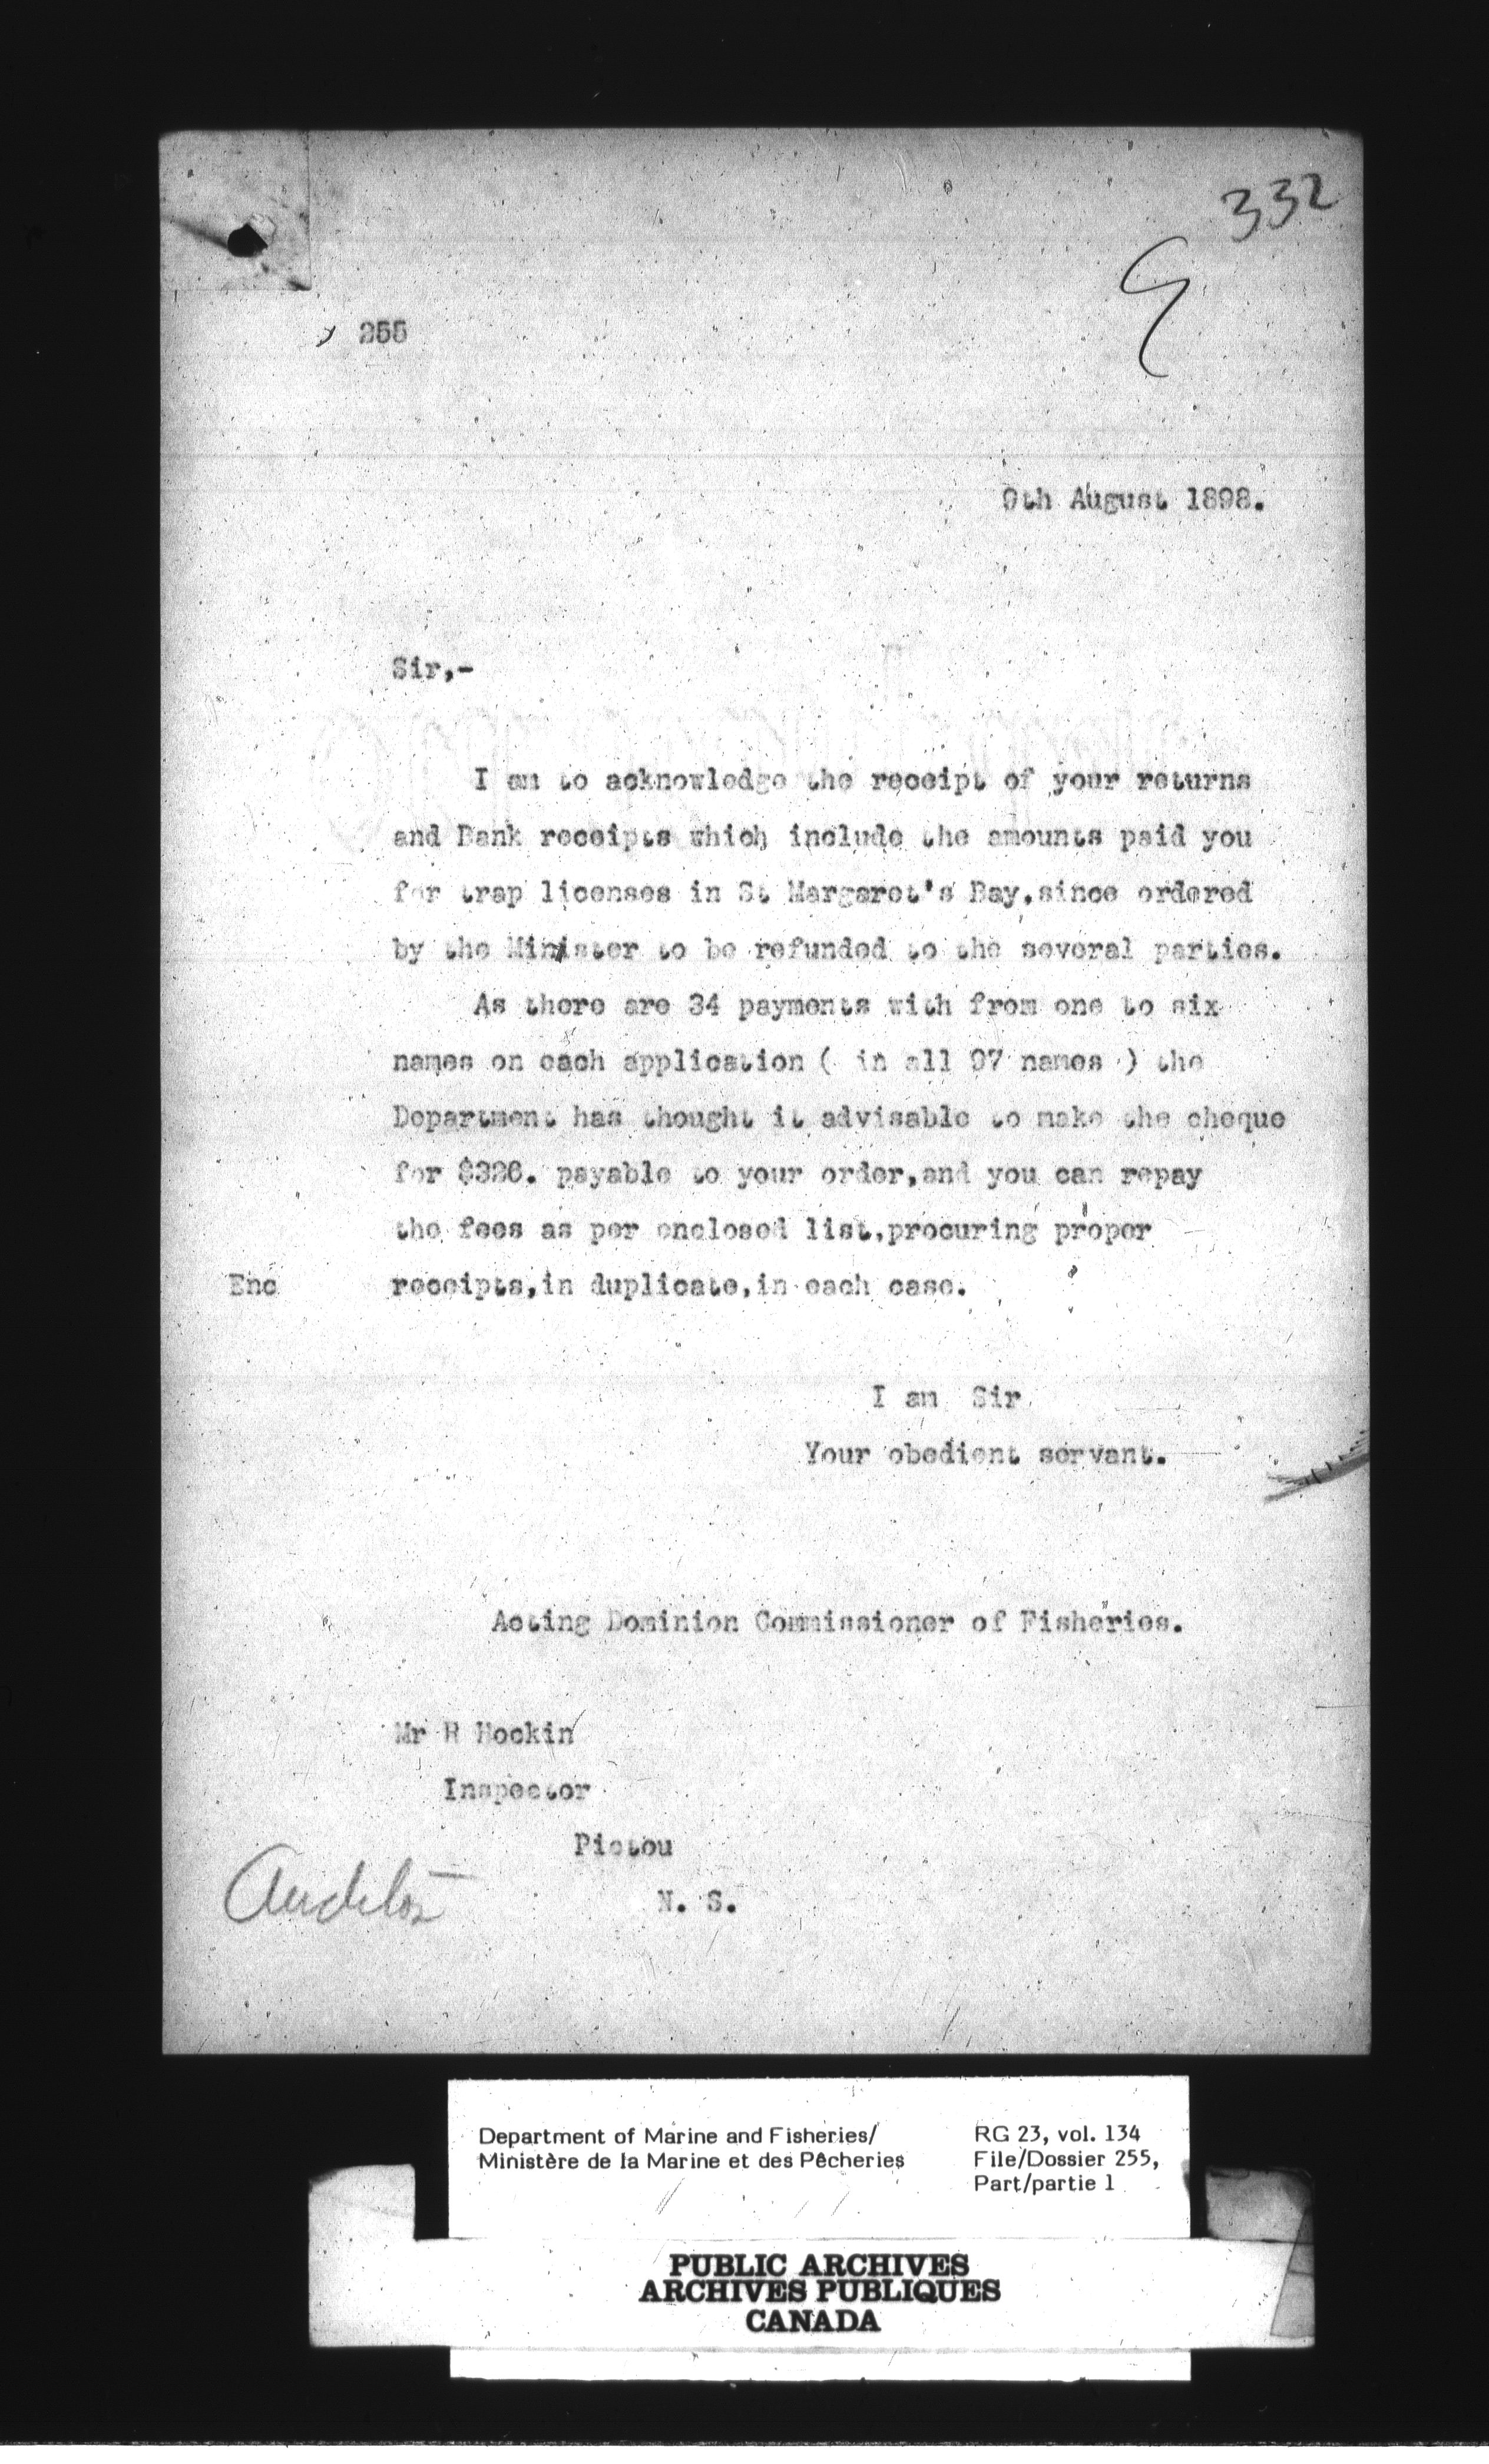 332
255
9th August 1898.
Sir,-
I am to acknowledge the receipt of your returns
and Bank receipts which include the amounts paid you
for trap licenses in St Margaret's Bay, since ordered
by the Minister to be refunded to the several parties.
As there are 34 payments with from one to six
names on each application ( in all 97 names ) the
Department has thought it advisable to make the cheque
for $326. payable to your order, and you can repay
the fees as per enclosed list, procuring proper
Enc receipts, in duplicate, in each case.
I am Sir
Your obedient servant.
Acting Dominion Commissioner of Fisheries.
Mr R Hockin
Inspector
Pictou
N. S.
Department of Marine and Fisheries/
Ministère de la Marine et des Pêcheries
RG 23, vol. 134
File/Dossier 255,
Part/partie 1
PUBLIC ARCHIVES
ARCHIVES PUBLIQUES
CANADA